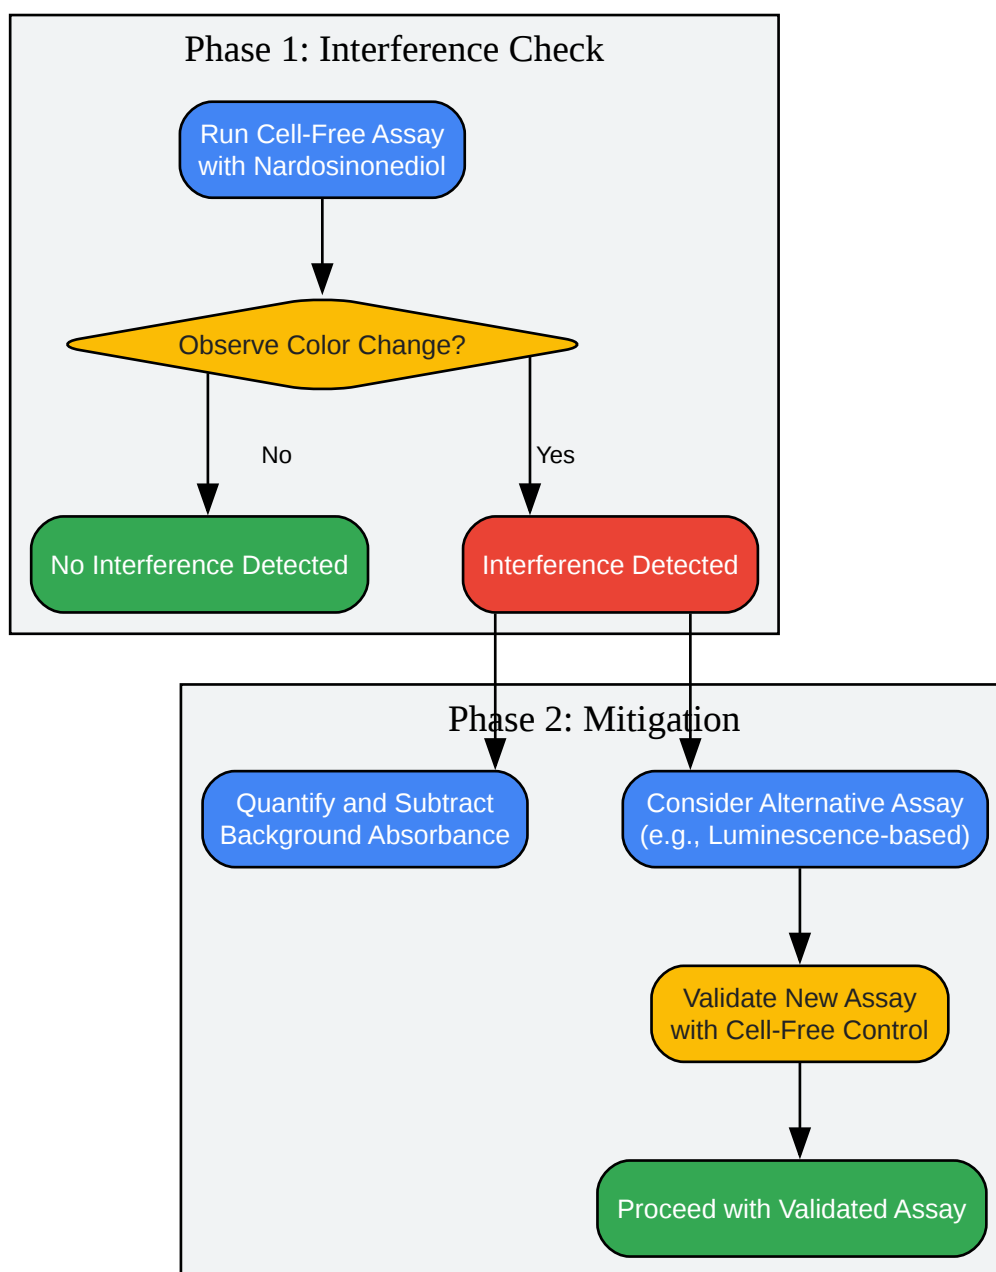 Phase 1: Interference Check
Run Cell-Free Assay
with Nardosinonediol
Observe Color Change?
No
Yes
No Interference Detected
Interference Detected
Phase 2: Mitigation
Quantify and Subtract
Background Absorbance
Consider Alternative Assay
(e.g., Luminescence-based)
Validate New Assay
with Cell-Free Control
Proceed with Validated Assay